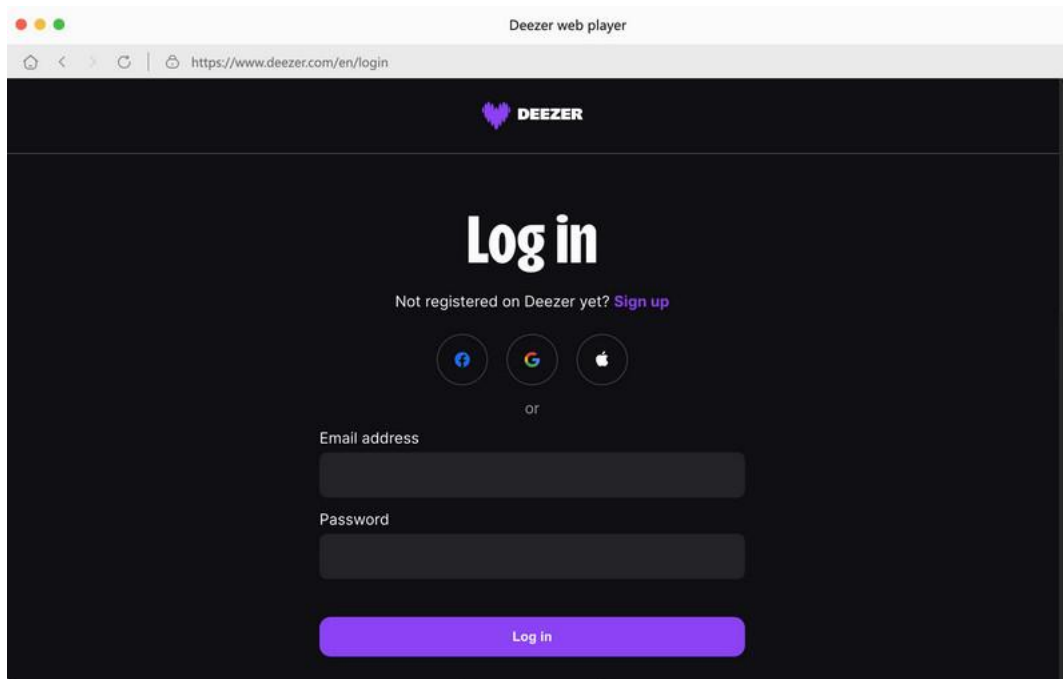 Deezer web player
https://www.deezer.com/en/login
DEEZER
Log in
Not registered on Deezer yet? Sign up
or
Email address
Password
Log in